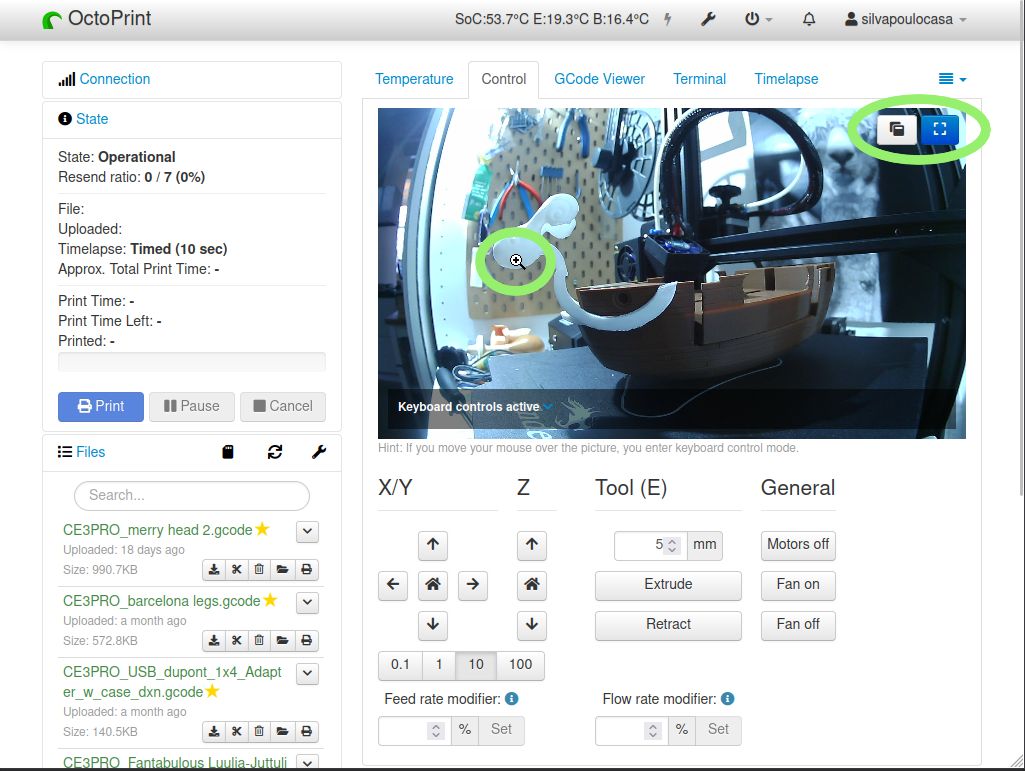 OctoPrint
SoC:53.7°C E:19.3°C B:16.4°C
silvapoulocasa
Connection
State
State: Operational
Resend ratio: 0 / 7 (0%)
File:
Uploaded:
Timelapse: Timed (10 sec)
Approx. Total Print Time: -
Print Time: -
Print Time Left: -
Printed: -
Print Pause Cancel
Files
Search...
CE3PRO_merry head 2.gcode
Uploaded: 18 days ago
Size: 990.7KB
CE3PRO_barcelona legs.gcode
Uploaded: a month ago
Size: 572.8KB
CE3PRO_USB_dupont_1x4_Adapt
er_w_case_dxn.gcode
Uploaded: a month ago
Size: 140.5KB
CE3PRO_Fantabulous Luulia-Juttuli
Temperature Control GCode Viewer Terminal Timelapse
Keyboard controls active
Hint: If you move your mouse over the picture, you enter keyboard control mode.
X/Y Z Tool (E) General
5 mm Motors off
Extrude Fan on
Retract Fan off
0.1 1 10 100
Feed rate modifier: Flow rate modifier:
% Set % Set